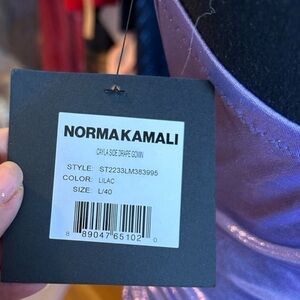 NORMA KAMALI
CAYLA SIDE DRAPE GOWN
STYLE: ST2233LM383995
COLOR: LILAC
SIZE: L/40
8 89047 65102 0